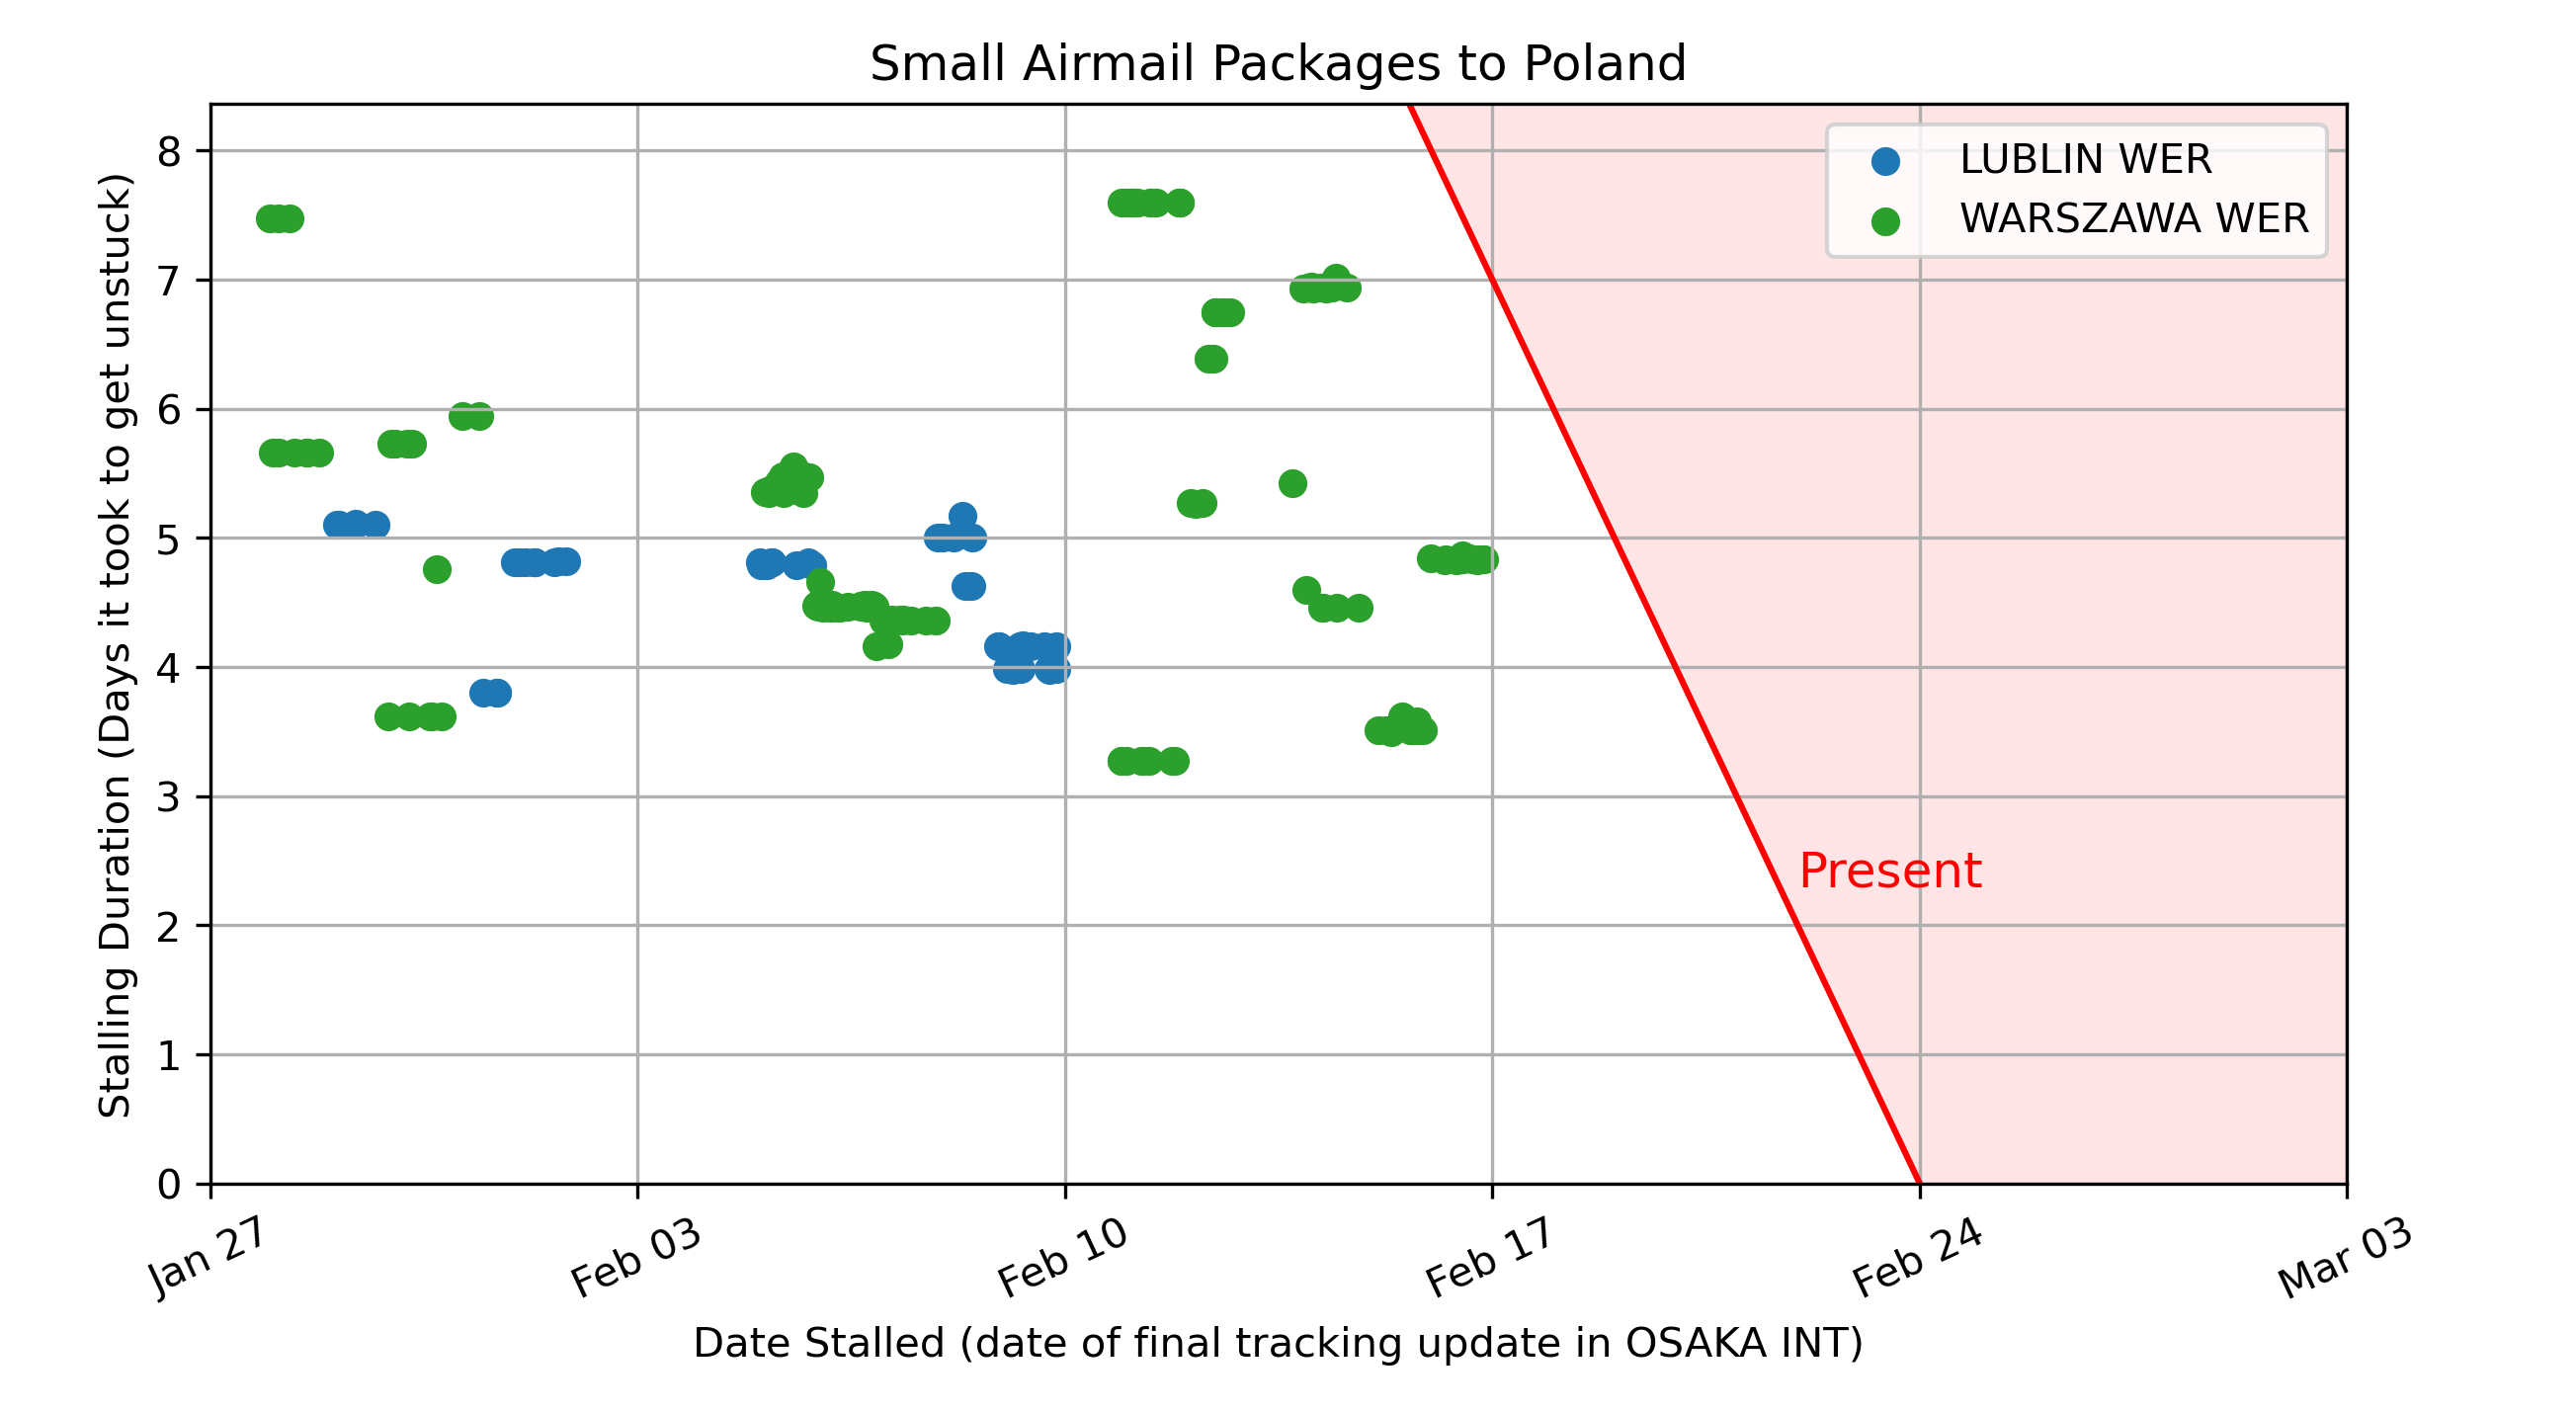 Small Airmail Packages to Poland
Stalling Duration (Days it took to get unstuck)
8
7
6
5
4
3
2
1
0
LUBLIN WER
WARSZAWA WER
Present
Jan 27
Feb 03
Feb 10
Feb 17
Feb 24
Mar 03
Date Stalled (date of final tracking update in OSAKA INT)